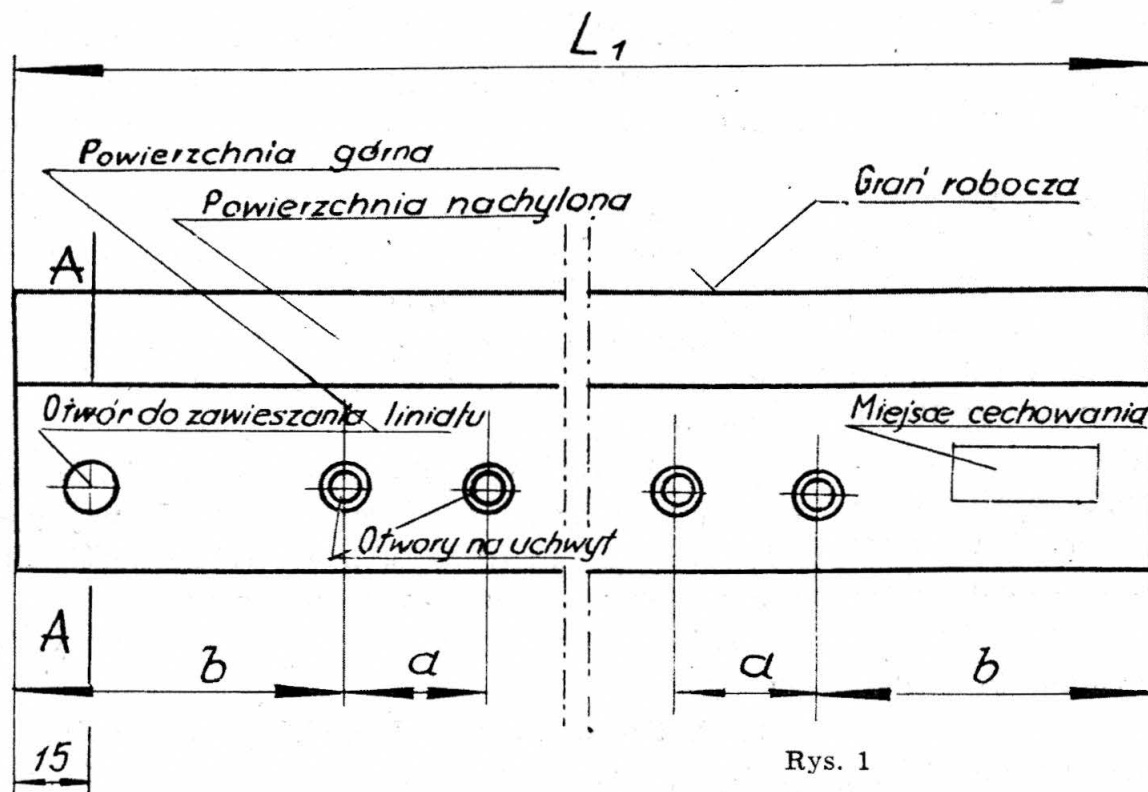 L₁
Powierzchnia górna
Grań robocza
Powierzchnia nachylona
A
Otwór do zawieszania liniału
Miejsce cechowania
Otwory na uchwyt
A
b
a
a
b
15
Rys. 1